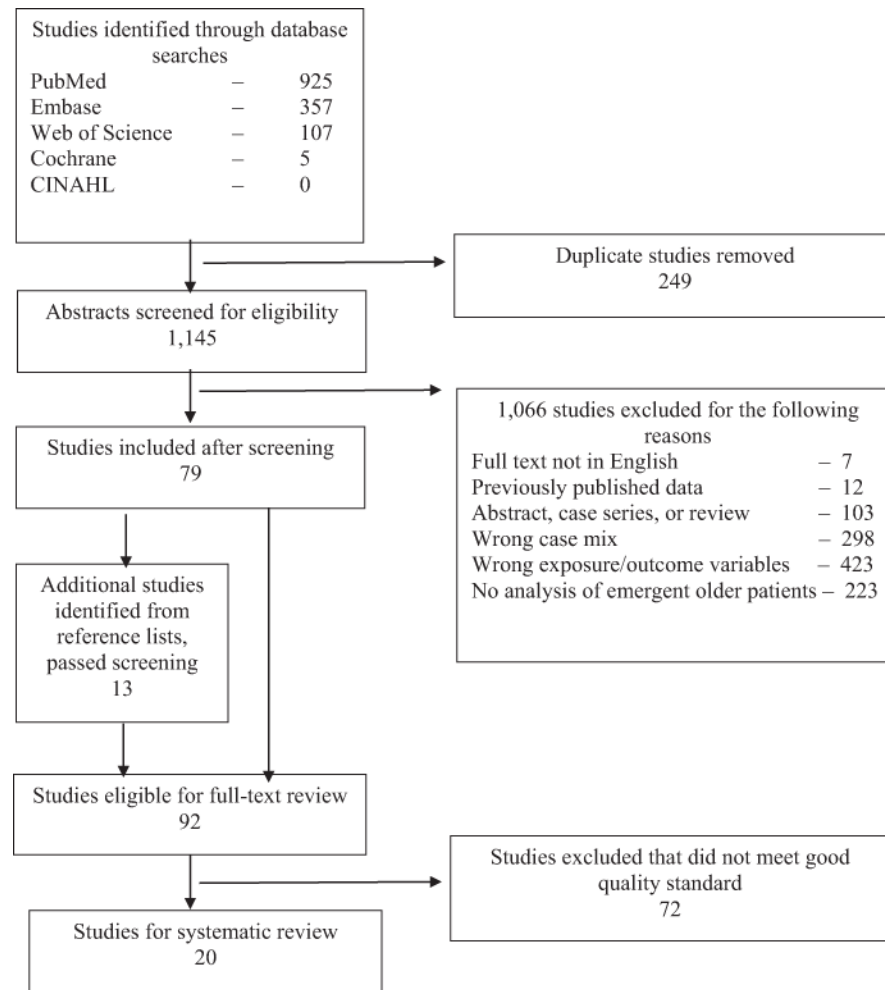 Studies identified through database
searches
PubMed – 925
Embase – 357
Web of Science – 107
Cochrane – 5
CINAHL – 0
Duplicate studies removed
249
Abstracts screened for eligibility
1,145
1,066 studies excluded for the following
reasons
Full text not in English – 7
Previously published data – 12
Abstract, case series, or review – 103
Wrong case mix – 298
Wrong exposure/outcome variables – 423
No analysis of emergent older patients – 223
Studies included after screening
79
Additional studies
identified from
reference lists,
passed screening
13
Studies eligible for full-text review
92
Studies excluded that did not meet good
quality standard
72
Studies for systematic review
20